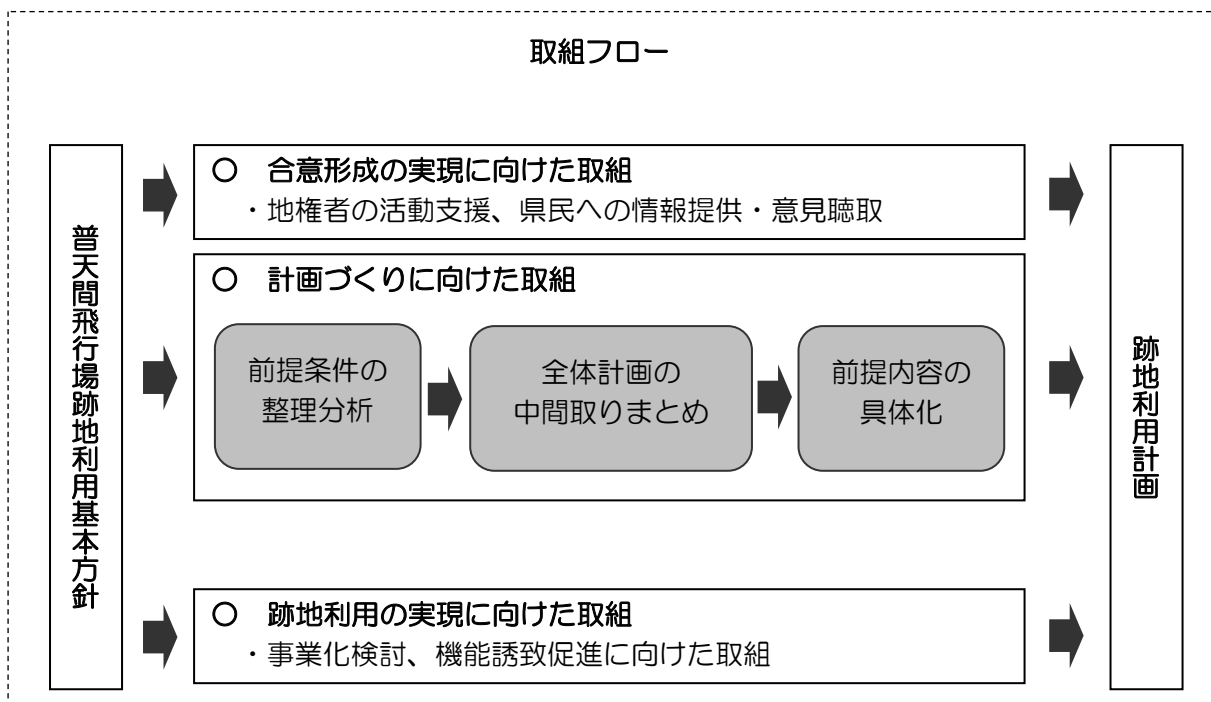 取組フロー
普天間飛行場跡地利用基本方針
〇 合意形成の実現に向けた取組
・地権者の活動支援、県民への情報提供・意見聴取
〇 計画づくりに向けた取組
前提条件の
整理分析
全体計画の
中間取りまとめ
前提内容の
具体化
〇 跡地利用の実現に向けた取組
・事業化検討、機能誘致促進に向けた取組
跡地利用計画